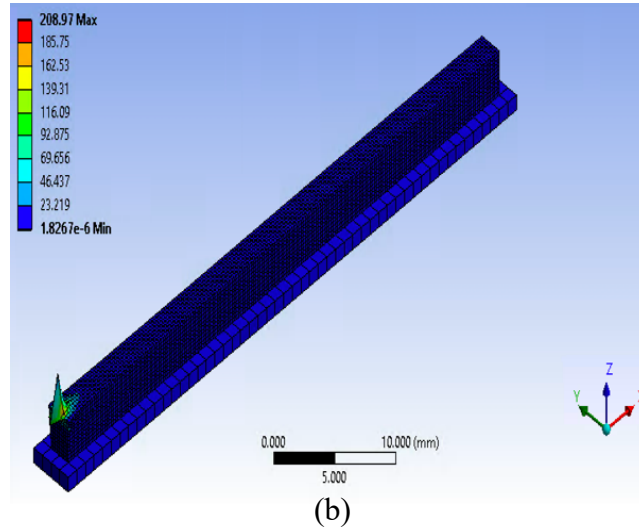 208.97 Max
185.75
162.53
139.31
116.09
92.875
69.656
46.437
23.219
1.8267e-6 Min
Z
Y
X
0.000 10.000 (mm)
5.000
(b)